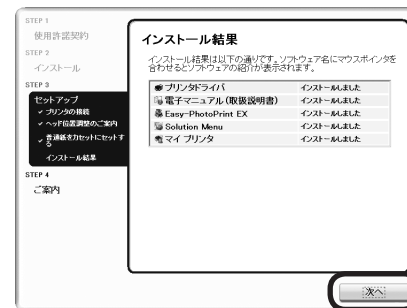 STEP 1
使用許諾契約
STEP 2
インストール
STEP 3
セットアップ
✓ プリンタの接続
✓ ヘッド位置調整のご案内
✓ 普通紙をカセットにセットす
る
インストール結果
STEP 4
ご案内
インストール結果
インストール結果は以下の通りです。ソフトウェア名にマウスポインタを
合わせるとソフトウェアの紹介が表示されます。
プリンタドライバ インストールしました
電子マニュアル(取扱説明書) インストールしました
Easy-PhotoPrint EX インストールしました
Solution Menu インストールしました
マイ プリンタ インストールしました
次へ